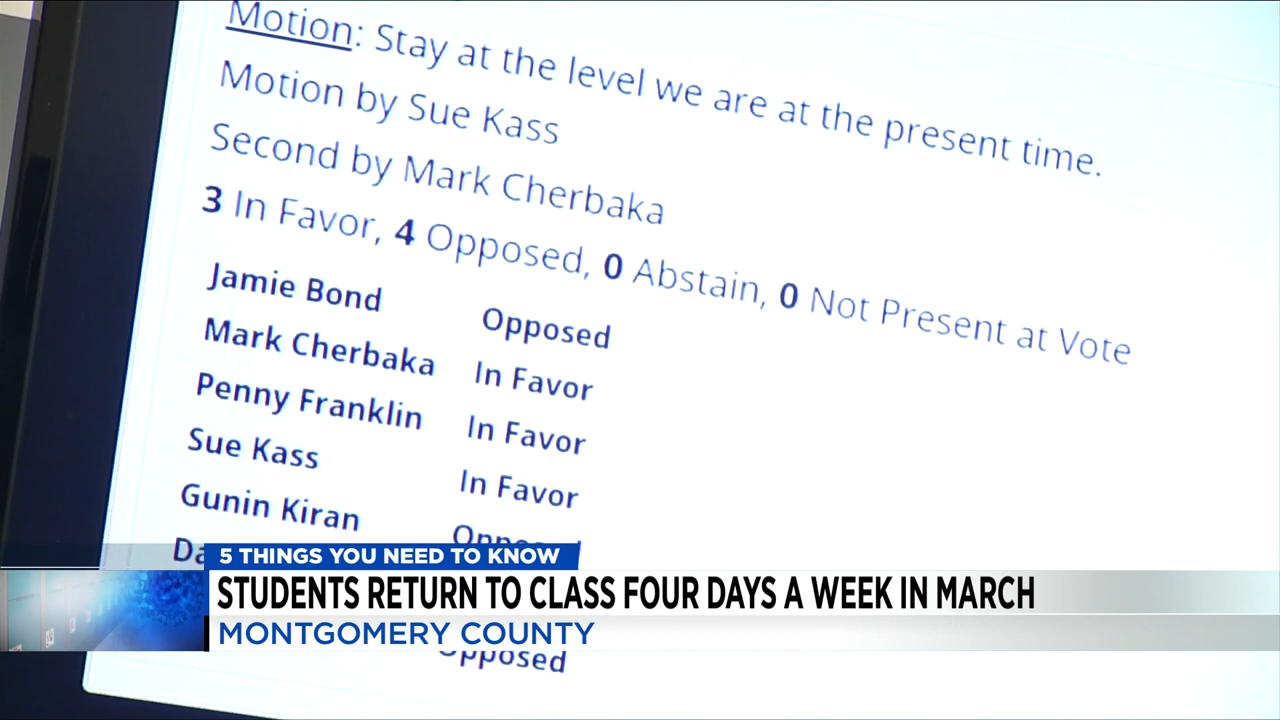 Motion: Stay at the level we are at the present time.
Motion by Sue Kass
Second by Mark Cherbaka
3 In Favor, 4 Opposed, 0 Abstain, 0 Not Present at Vote
Jamie Bond Opposed
Mark Cherbaka In Favor
Penny Franklin In Favor
Sue Kass In Favor
Gunin Kiran Opposed
Da
5 THINGS YOU NEED TO KNOW
STUDENTS RETURN TO CLASS FOUR DAYS A WEEK IN MARCH
MONTGOMERY COUNTY
Opposed